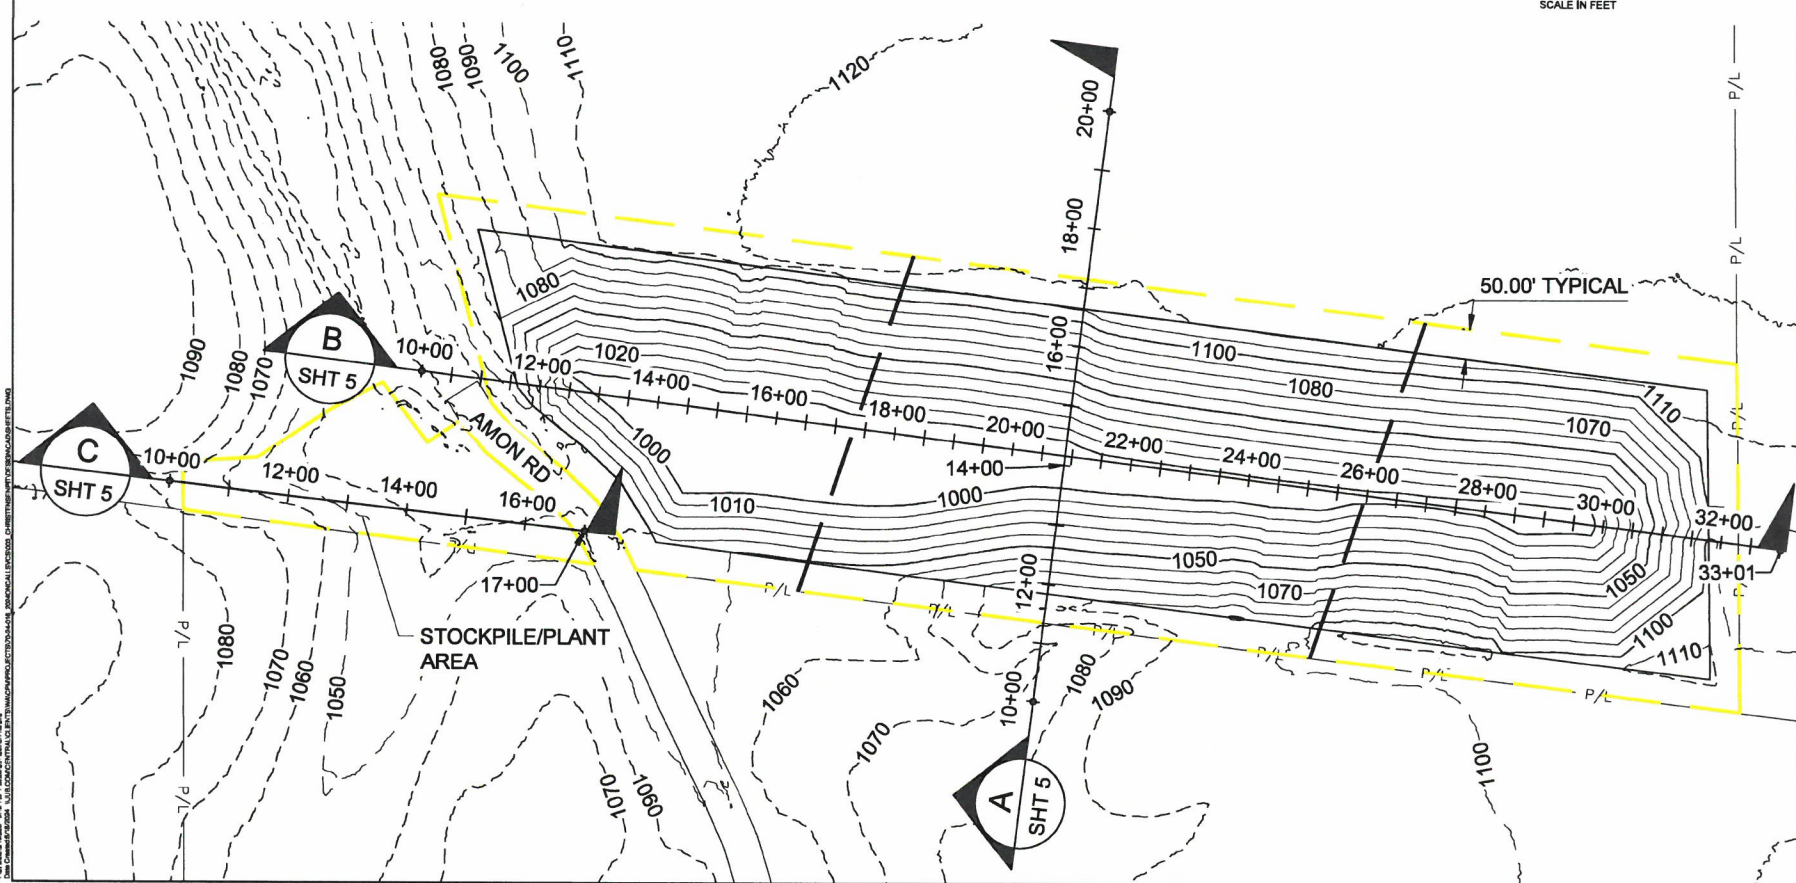 SCALE IN FEET
1080
1090
1100
1110
1120
P/L
20+00
18+00
P/L
50.00' TYPICAL
1080
16+00
1100
1080
1110
P/L
1070
B
SHT 5
10+00
12+00
1020
14+00
16+00
18+00
20+00
22+00
24+00
26+00
28+00
30+00
32+00
33+01
1090
1080
1070
AMON RD
1000
14+00
1000
1010
C
SHT 5
10+00
12+00
14+00
16+00
17+00
P/L
P/L
P/L
P/L
P/L
P/L
P/L
P/L
12+00
1050
1070
1050
1100
1110
STOCKPILE/PLANT
AREA
P/L
1080
1070
1060
1050
P/L
1060
1070
10+00
1080
1090
1100
1070
1060
A
SHT 5